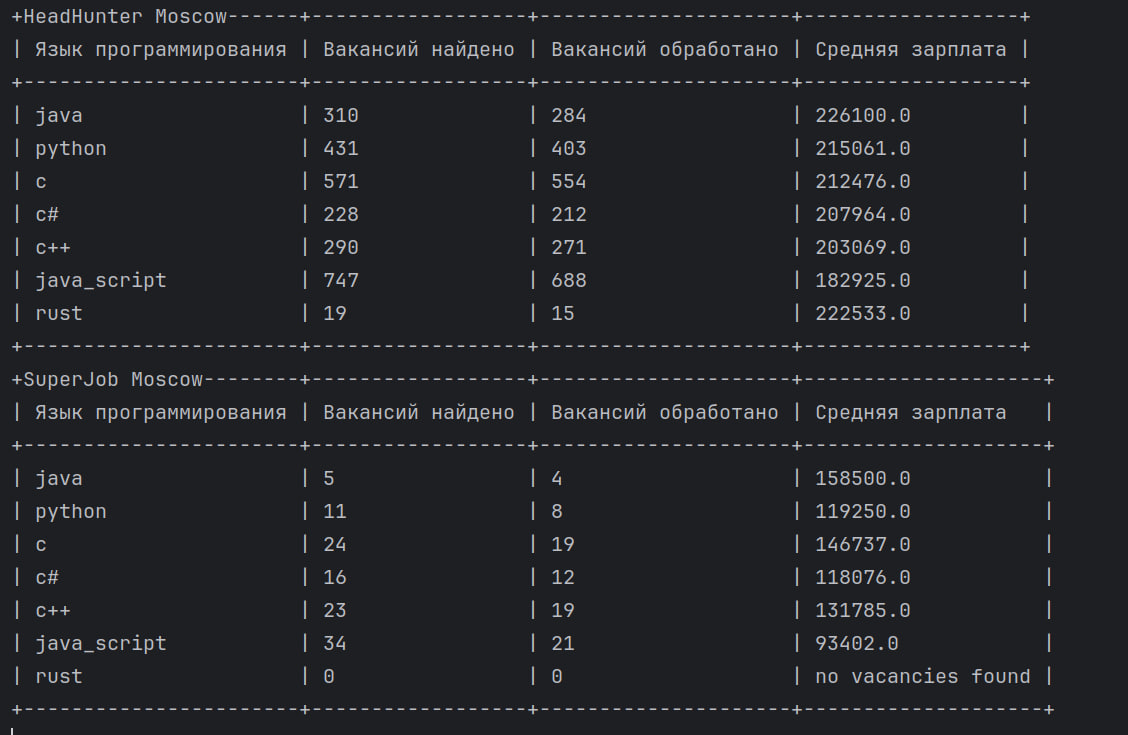 +HeadHunter Moscow------+------------------+---------------------+------------------+
| Язык программирования | Вакансий найдено | Вакансий обработано | Средняя зарплата |
+-----------------------+------------------+---------------------+------------------+
| java                  | 310              | 284                 | 226100.0         |
| python                | 431              | 403                 | 215061.0         |
| c                     | 571              | 554                 | 212476.0         |
| c#                    | 228              | 212                 | 207964.0         |
| c++                   | 290              | 271                 | 203069.0         |
| java_script           | 747              | 688                 | 182925.0         |
| rust                  | 19               | 15                  | 222533.0         |
+-----------------------+------------------+---------------------+------------------+
+SuperJob Moscow--------+------------------+---------------------+--------------------+
| Язык программирования | Вакансий найдено | Вакансий обработано | Средняя зарплата   |
+-----------------------+------------------+---------------------+--------------------+
| java                  | 5                | 4                   | 158500.0           |
| python                | 11               | 8                   | 119250.0           |
| c                     | 24               | 19                  | 146737.0           |
| c#                    | 16               | 12                  | 118076.0           |
| c++                   | 23               | 19                  | 131785.0           |
| java_script           | 34               | 21                  | 93402.0            |
| rust                  | 0                | 0                   | no vacancies found |
+-----------------------+------------------+---------------------+--------------------+